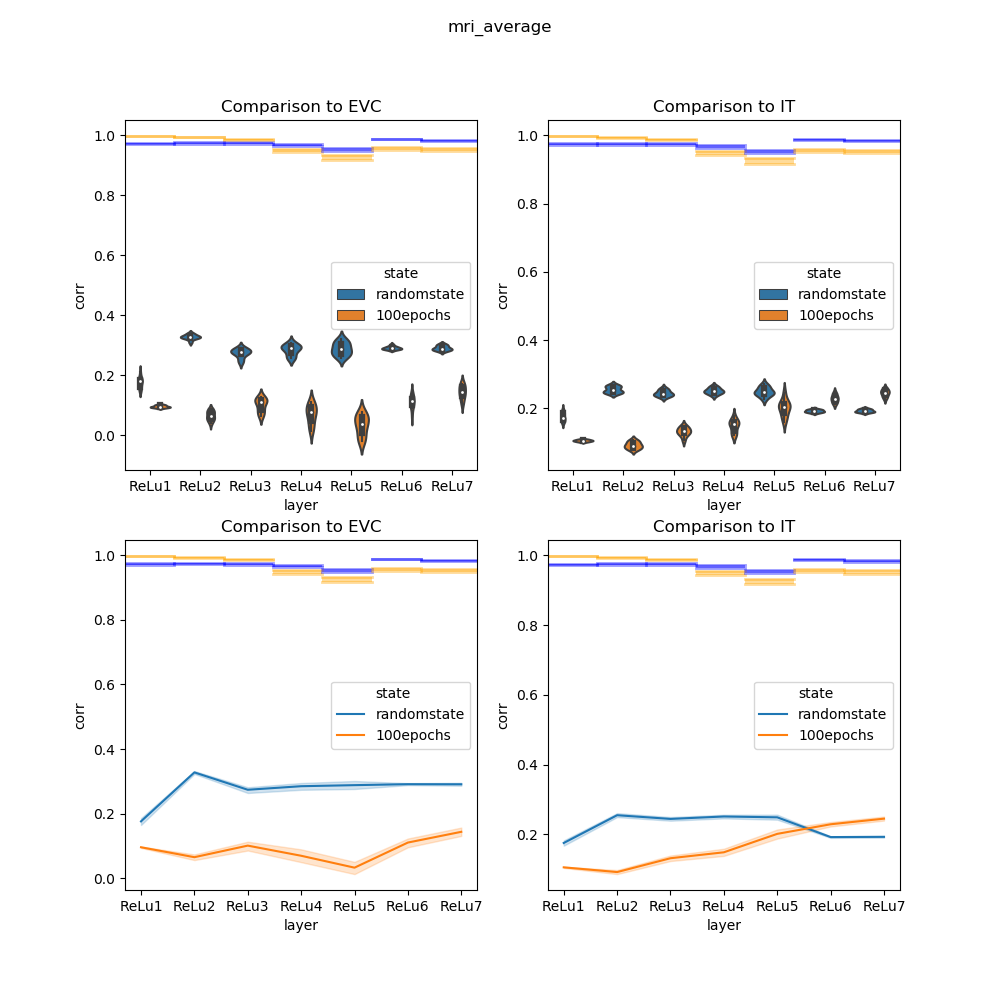 mri_average
Comparison to EVC
corr
1.0
0.8
0.6
0.4
0.2
0.0
state
randomstate
100epochs
ReLu1 ReLu2 ReLu3 ReLu4 ReLu5 ReLu6 ReLu7
layer
Comparison to IT
corr
1.0
0.8
0.6
0.4
0.2
state
randomstate
100epochs
ReLu1 ReLu2 ReLu3 ReLu4 ReLu5 ReLu6 ReLu7
layer
Comparison to EVC
corr
1.0
0.8
0.6
0.4
0.2
0.0
state
randomstate
100epochs
ReLu1 ReLu2 ReLu3 ReLu4 ReLu5 ReLu6 ReLu7
layer
Comparison to IT
corr
1.0
0.8
0.6
0.4
0.2
state
randomstate
100epochs
ReLu1 ReLu2 ReLu3 ReLu4 ReLu5 ReLu6 ReLu7
layer